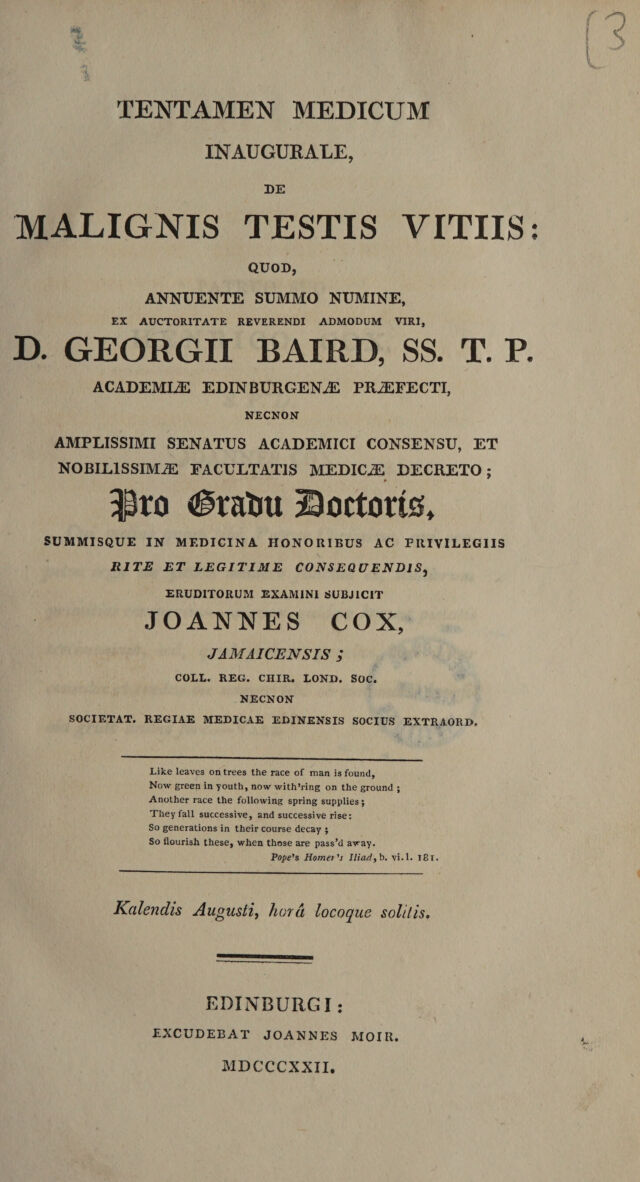 [3
TENTAMEN MEDICUM
INAUGURALE,
DE
MALIGNIS TESTIS VITIIS:
QUOD,
ANNUENTE SUMMO NUMINE,
EX AUCTORITATE REVERENDI ADMODUM VIRI,
D. GEORGII BAIRD, SS. T. P.
ACADEMIÆ EDINBURGENÆ PRÆFECTI,
NECNON
AMPLISSIMI SENATUS ACADEMICI CONSENSU, ET
NOBILISSIMÆ FACULTATIS MEDICÆ DECRETO;
Pro Gradu Doctoris,
SUMMISQUE IN MEDICINA HONORIBUS AC PRIVILEGIIS
RITE ET LEGITIME CONSEQUENDIS,
ERUDITORUM EXAMINI SUBJICIT
JOANNES COX,
JAMAICENSIS;
COLL. REG. CHIR. LOND. SOC.
NECNON
SOCIETAT. REGIAE MEDICAE EDINENSIS SOCIUS EXTRAORD.
Like leaves on trees the race of man is found,
Now green in youth, now with'ring on the ground;
Another race the following spring supplies;
They fall successive, and successive rise:
So generations in their course decay;
So flourish these, when those are pass'd away.
Pope's Homer's Iliad, b. vi. l. 181.
Kalendis Augusti, horâ locoque solitis.
EDINBURGI:
EXCUDEBAT JOANNES MOIR.
MDCCCXXII.